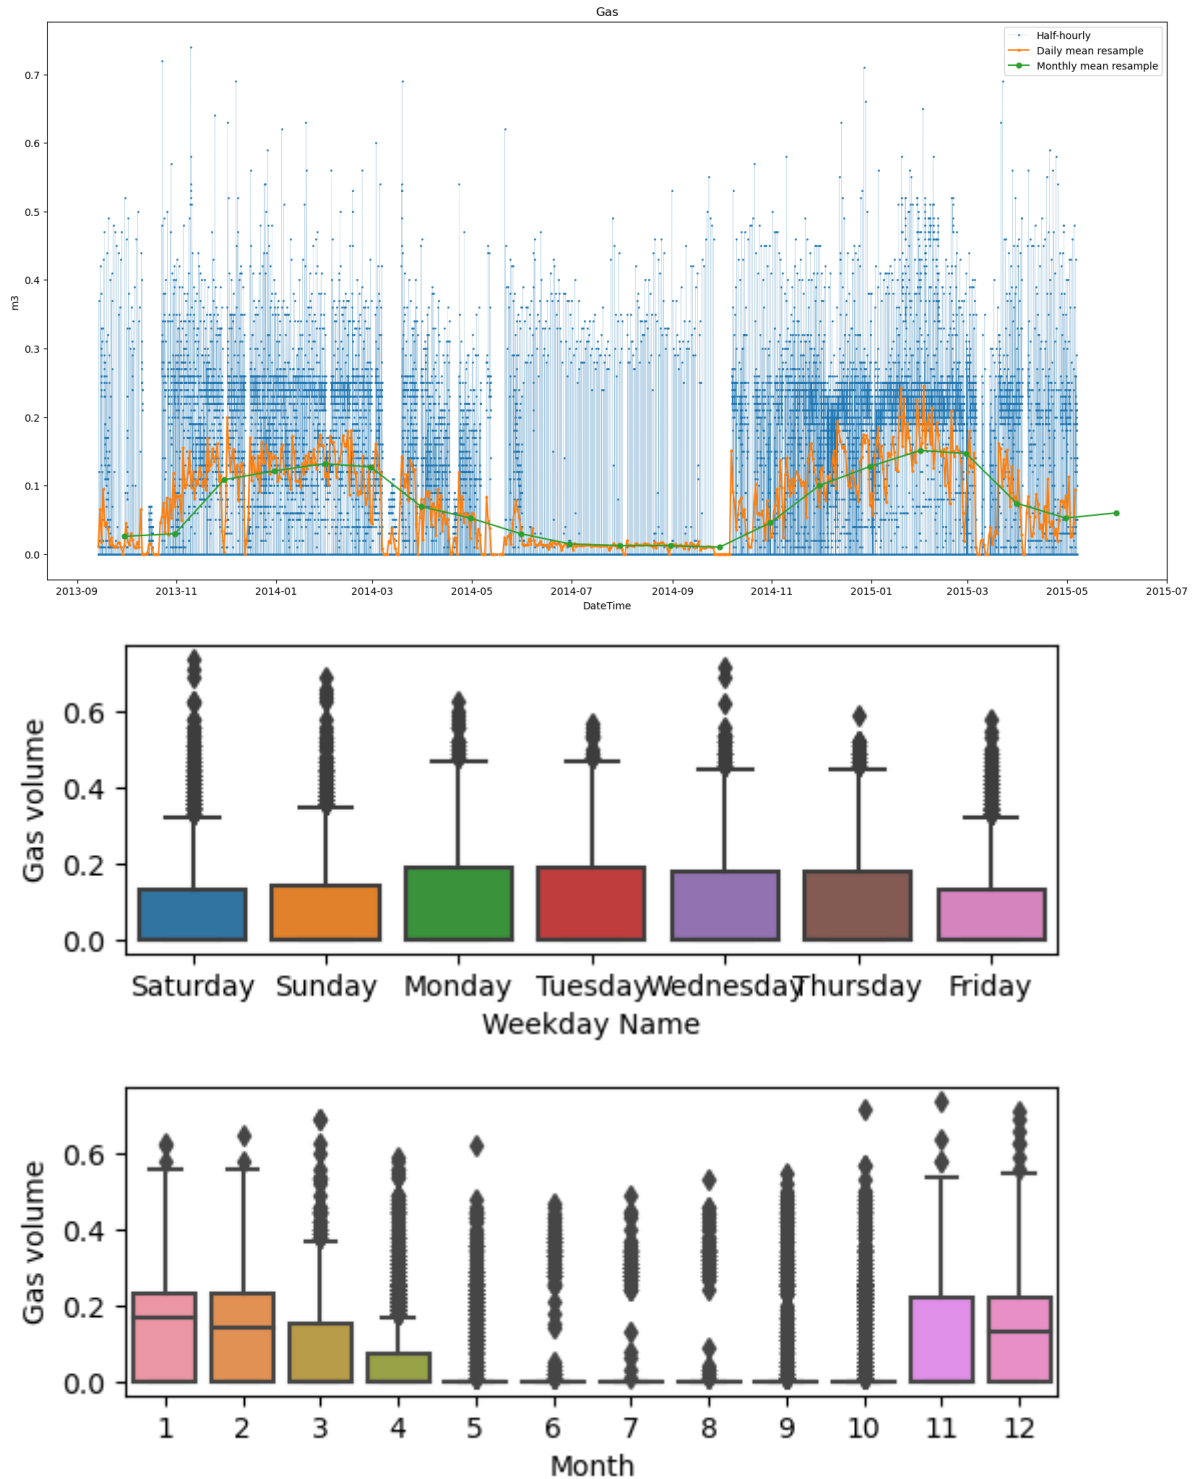 Gas
Half-hourly
Daily mean resample
Monthly mean resample
0.7
0.6
0.5
0.4
0.3
0.2
0.1
0.0
m3
2013-09 2013-11 2014-01 2014-03 2014-05 2014-07 2014-09 2014-11 2015-01 2015-03 2015-05 2015-07
DateTime
0.6
0.4
0.2
0.0
Gas volume
Saturday Sunday Monday Tuesday Wednesday Thursday Friday
Weekday Name
0.6
0.4
0.2
0.0
Gas volume
1 2 3 4 5 6 7 8 9 10 11 12
Month